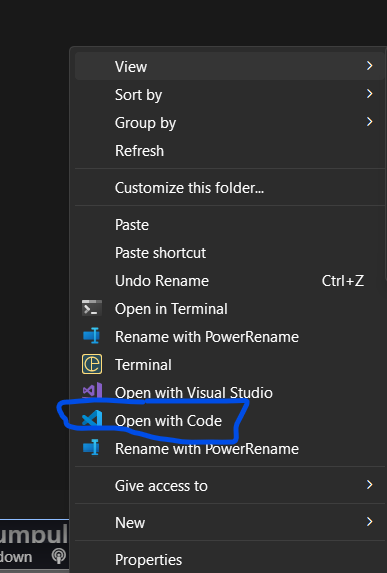 View
Sort by
Group by
Refresh
Customize this folder...
Paste
Paste shortcut
Undo Rename Ctrl+Z
Open in Terminal
Rename with PowerRename
Terminal
Open with Visual Studio
Open with Code
Rename with PowerRename
Give access to
New
umpul
down
Properties